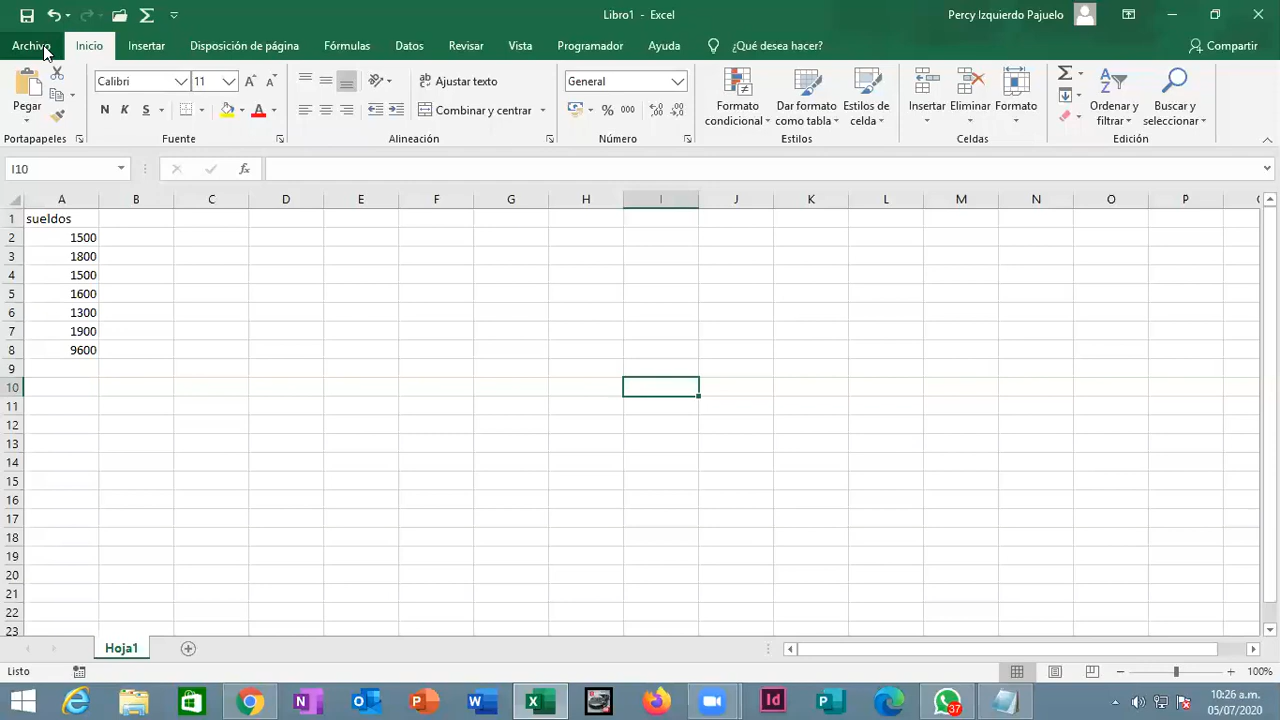 Libro1 - Excel
Percy Izquierdo Pajuelo
Archivo Inicio Insertar Disposición de página Fórmulas Datos Revisar Vista Programador Ayuda ¿Qué desea hacer? Compartir
Pegar
Calibri 11
N K S
Ajustar texto
Combinar y centrar
General
% 000
Formato condicional
Dar formato como tabla
Estilos de celda
Insertar Eliminar Formato
Ordenar y filtrar
Buscar y seleccionar
Portapapeles Fuente Alineación Número Estilos Celdas Edición
I10 fx
A B C D E F G H I J K L M N O P
1 sueldos
2 1500
3 1800
4 1500
5 1600
6 1300
7 1900
8 9600
9
10
11
12
13
14
15
16
17
18
19
20
21
22
23
Hoja1
Listo 100%
10:26 a.m.
05/07/2020
37